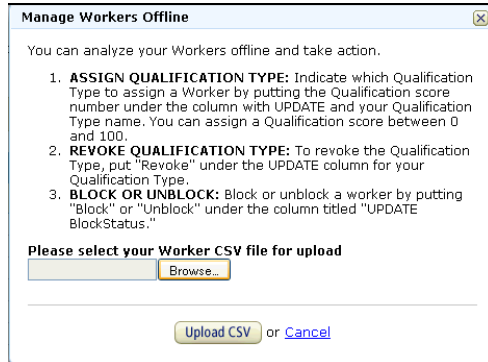 Manage Workers Offline
You can analyze your Workers offline and take action.
1. ASSIGN QUALIFICATION TYPE: Indicate which Qualification
Type to assign a Worker by putting the Qualification score
number under the column with UPDATE and your Qualification
Type name. You can assign a Qualification score between 0
and 100.
2. REVOKE QUALIFICATION TYPE: To revoke the Qualification
Type, put "Revoke" under the UPDATE column for your
Qualification Type.
3. BLOCK OR UNBLOCK: Block or unblock a worker by putting
"Block" or "Unblock" under the column titled "UPDATE
BlockStatus."
Please select your Worker CSV file for upload
Browse...
Upload CSV or Cancel